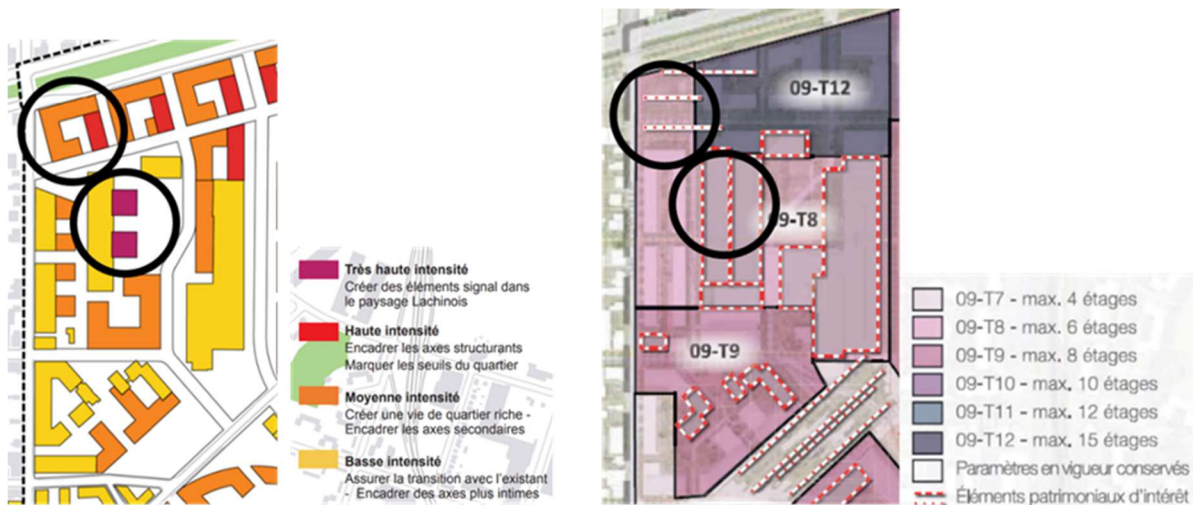 Très haute intensité
Créer des éléments signal dans
le paysage Lachinois
Haute intensité
Encadrer les axes structurants
Marquer les seuils du quartier
Moyenne intensité
Créer une vie de quartier riche -
Encadrer les axes secondaires
Basse intensité
Assurer la transition avec l'existant
- Encadrer des axes plus intimes
09-T12
09-T8
09-T9
09-T7 - max. 4 étages
09-T8 - max. 6 étages
09-T9 - max. 8 étages
09-T10 - max. 10 étages
09-T11 - max. 12 étages
09-T12 - max. 15 étages
Paramètres en vigueur conservés
Éléments patrimoniaux d'intérêt